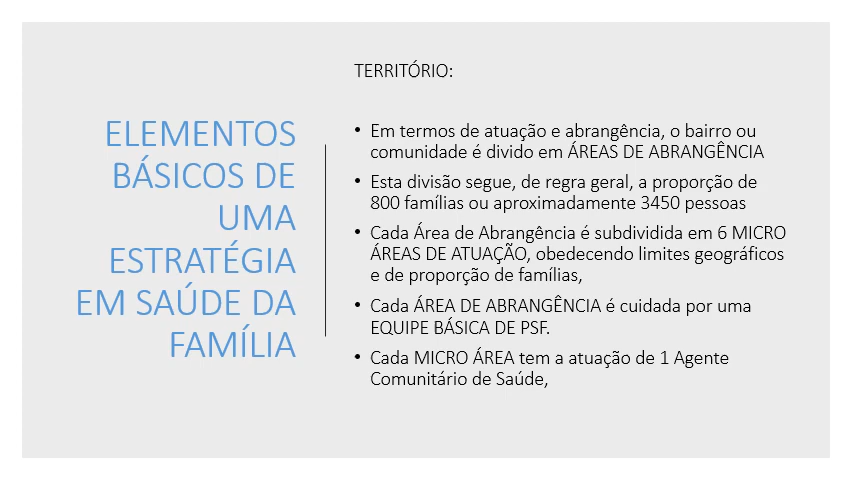 ELEMENTOS
BÁSICOS DE
UMA
ESTRATÉGIA
EM SAÚDE DA
FAMÍLIA
TERRITÓRIO:
• Em termos de atuação e abrangência, o bairro ou
comunidade é divido em ÁREAS DE ABRANGÊNCIA
• Esta divisão segue, de regra geral, a proporção de
800 famílias ou aproximadamente 3450 pessoas
• Cada Área de Abrangência é subdividida em 6 MICRO
ÁREAS DE ATUAÇÃO, obedecendo limites geográficos
e de proporção de famílias,
• Cada ÁREA DE ABRANGÊNCIA é cuidada por uma
EQUIPE BÁSICA DE PSF.
• Cada MICRO ÁREA tem a atuação de 1 Agente
Comunitário de Saúde,